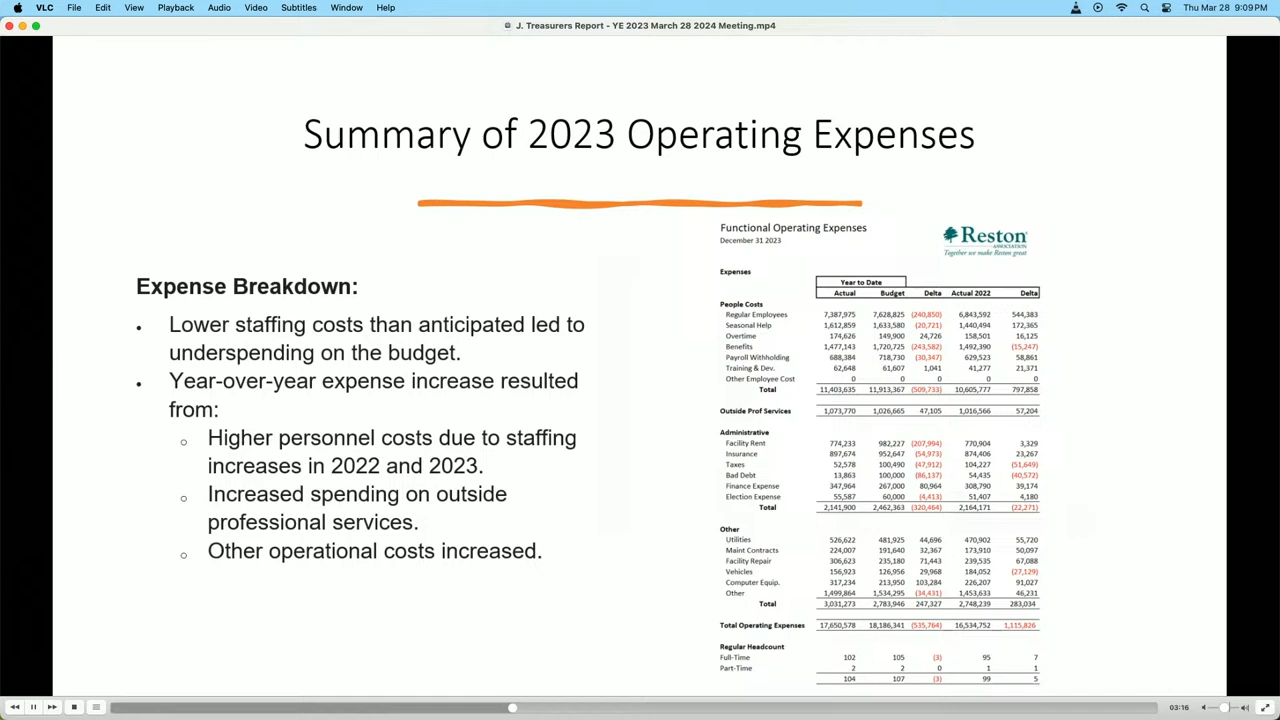 VLC File Edit View Playback Audio Video Subtitles Window Help Thu Mar 28 9:09PM
J. Treasurers Report - YE 2023 March 28 2024 Meeting.mp4
Summary of 2023 Operating Expenses
Expense Breakdown:
• Lower staffing costs than anticipated led to
underspending on the budget.
• Year-over-year expense increase resulted
from:
○ Higher personnel costs due to staffing
increases in 2022 and 2023.
○ Increased spending on outside
professional services.
○ Other operational costs increased.
Functional Operating Expenses
December 31 2023
Reston
ASSOCIATION
Together we make Reston great
Expenses
Year to Date
Actual Budget Delta Actual 2022 Delta
People Costs
Regular Employees 7,387,975 7,628,825 (240,850) 6,843,592 544,383
Seasonal Help 1,612,859 1,633,580 (20,721) 1,440,494 172,365
Overtime 174,626 149,900 24,726 158,501 16,125
Benefits 1,477,143 1,720,725 (243,582) 1,492,390 (15,247)
Payroll Withholding 688,384 718,730 (30,347) 629,523 58,861
Training & Dev. 62,648 61,607 1,041 41,277 21,371
Other Employee Cost 0 0 0 0 0
Total 11,403,635 11,913,367 (509,733) 10,605,777 797,858
Outside Prof Services 1,073,770 1,026,665 47,105 1,016,566 57,204
Administrative
Facility Rent 774,233 982,227 (207,994) 770,904 3,329
Insurance 897,674 952,647 (54,973) 874,406 23,267
Taxes 52,578 100,490 (47,912) 104,227 (51,649)
Bad Debt 13,863 100,000 (86,137) 54,435 (40,572)
Finance Expense 347,964 267,000 80,964 308,790 39,174
Election Expense 55,587 60,000 (4,413) 51,407 4,180
Total 2,141,900 2,462,363 (320,464) 2,164,171 (22,271)
Other
Utilities 526,622 481,925 44,696 470,902 55,720
Maint Contracts 224,007 191,640 32,367 173,910 50,097
Facility Repair 306,623 235,180 71,443 239,535 67,088
Vehicles 156,923 126,956 29,968 184,052 (27,129)
Computer Equip. 317,234 213,950 103,284 226,207 91,027
Other 1,499,864 1,534,295 (34,431) 1,453,633 46,231
Total 3,031,273 2,783,946 247,327 2,748,239 283,034
Total Operating Expenses 17,650,578 18,186,341 (535,764) 16,534,752 1,115,826
Regular Headcount
Full-Time 102 105 (3) 95 7
Part-Time 2 2 0 1 1
104 107 (3) 99 5
03:16